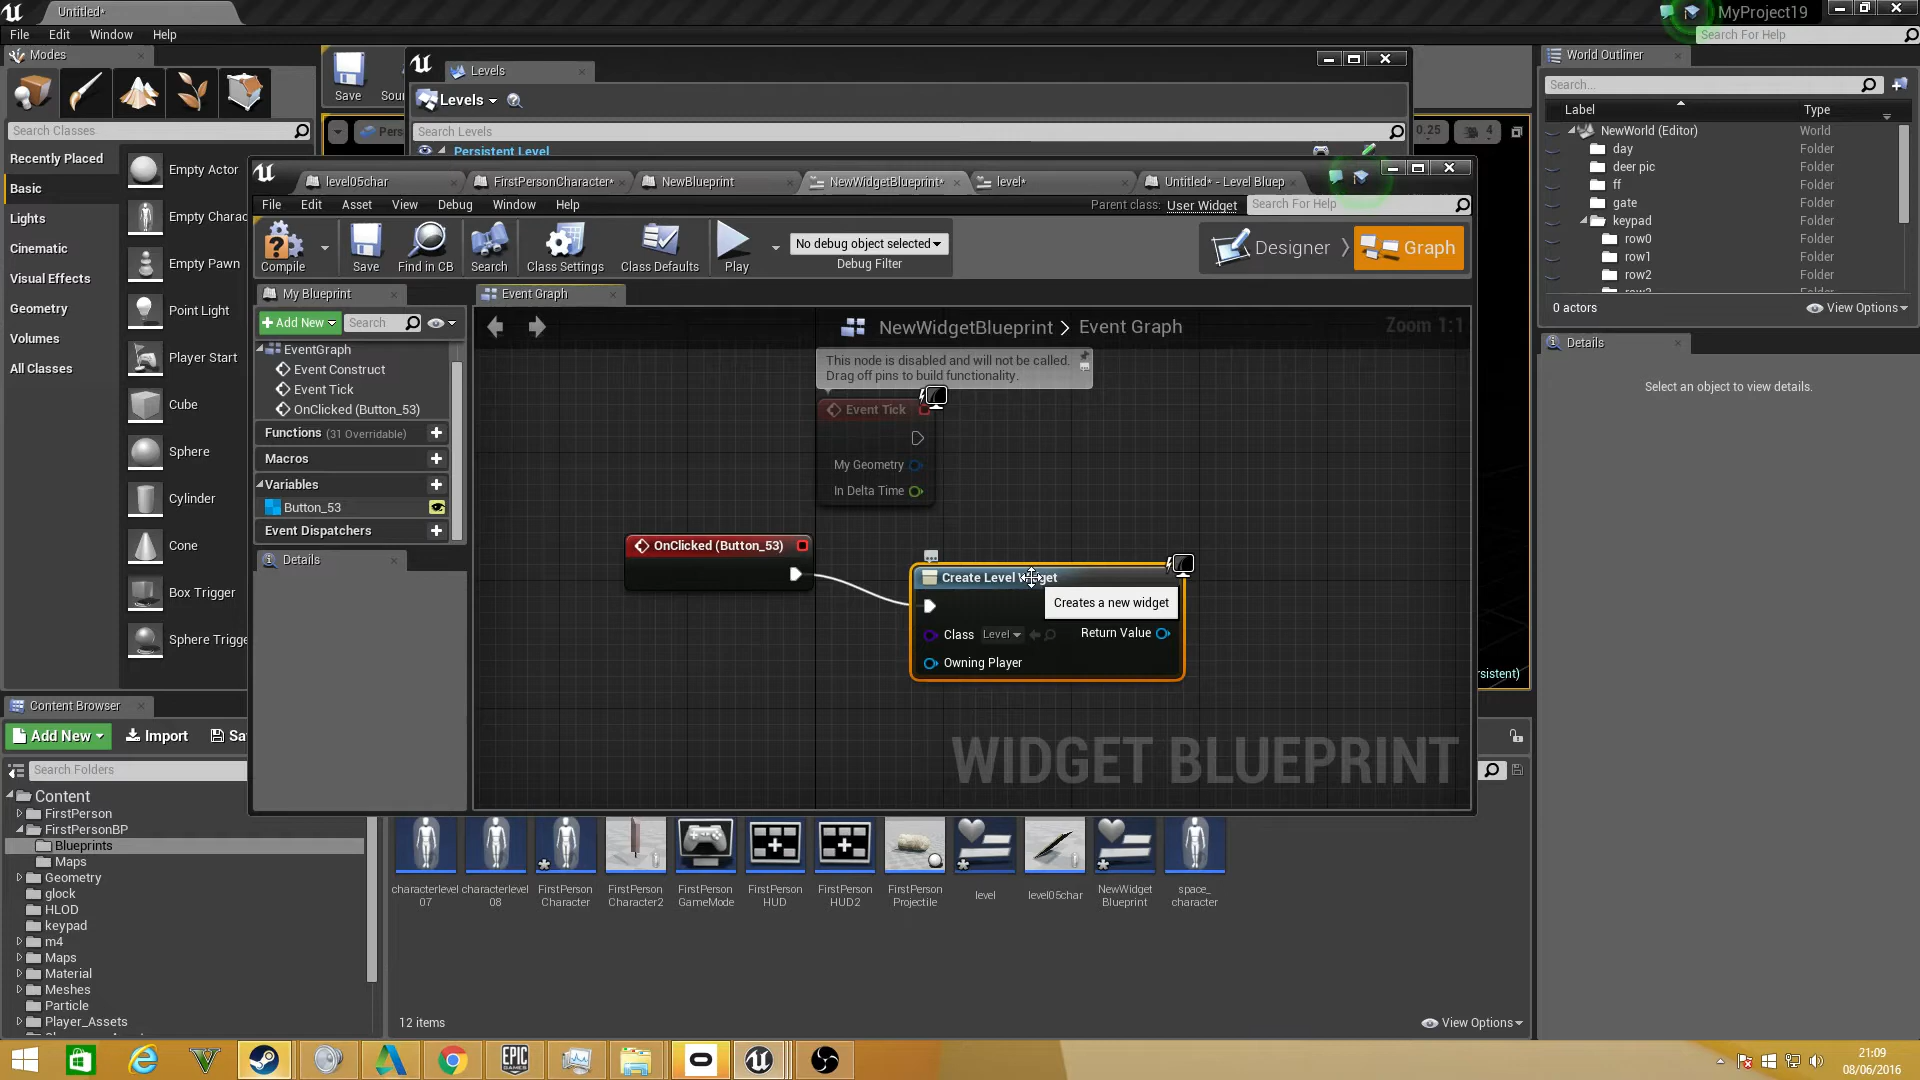 Untitled*
MyProject19
File Edit Window Help
Search For Help
Modes
Levels
World Outliner
Save
Levels
Search...
Search Classes
Search Levels
Label Type
0.25 4
Persistent Level
NewWorld (Editor) World
day Folder
deer pic Folder
ff Folder
gate Folder
keypad Folder
row0 Folder
row1 Folder
row2 Folder
0 actors
View Options
Details
Select an object to view details.
Recently Placed
Basic
Lights
Cinematic
Visual Effects
Geometry
Volumes
All Classes
Empty Actor
Empty Charac
Empty Pawn
Point Light
Player Start
Cube
Sphere
Cylinder
Cone
Box Trigger
Sphere Trigge
level05char
FirstPersonCharacter*
NewBlueprint
NewWidgetBlueprint*
level*
Untitled* - Level Bluep
File Edit Asset View Debug Window Help
Parent class: User Widget
Search For Help
Compile
Save
Find in CB
Search
Class Settings
Class Defaults
Play
No debug object selected
Debug Filter
Designer
Graph
My Blueprint
Event Graph
Add New
Search
NewWidgetBlueprint > Event Graph
Zoom 1:1
EventGraph
Event Construct
Event Tick
OnClicked (Button_53)
Functions (31 Overridable)
Macros
Variables
Button_53
Event Dispatchers
Details
This node is disabled and will not be called.
Drag off pins to build functionality.
Event Tick
My Geometry
In Delta Time
OnClicked (Button_53)
Create Level Widget
Creates a new widget
Class Level
Return Value
Owning Player
WIDGET BLUEPRINT
rsistent)
Content Browser
Add New
Import
Sa
Search Folders
Content
FirstPerson
FirstPersonBP
Blueprints
Maps
Geometry
glock
HLOD
keypad
m4
Maps
Material
Meshes
Particle
Player_Assets
characterlevel
07
characterlevel
08
FirstPerson
Character
FirstPerson
Character2
FirstPerson
GameMode
FirstPerson
HUD
FirstPerson
HUD2
FirstPerson
Projectile
level
level05char
NewWidget
Blueprint
space_
character
12 items
View Options
EPIC
GAMES
21:09
08/06/2016